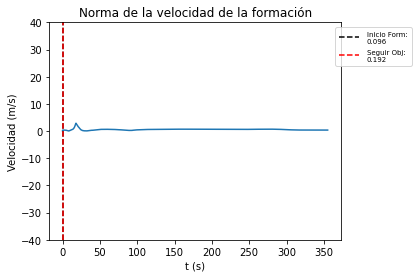 Norma de la velocidad de la formación
Inicio Form:
0.096
Seguir Obj:
0.192
Velocidad (m/s)
40
30
20
10
0
−10
−20
−30
−40
0 50 100 150 200 250 300 350
t (s)